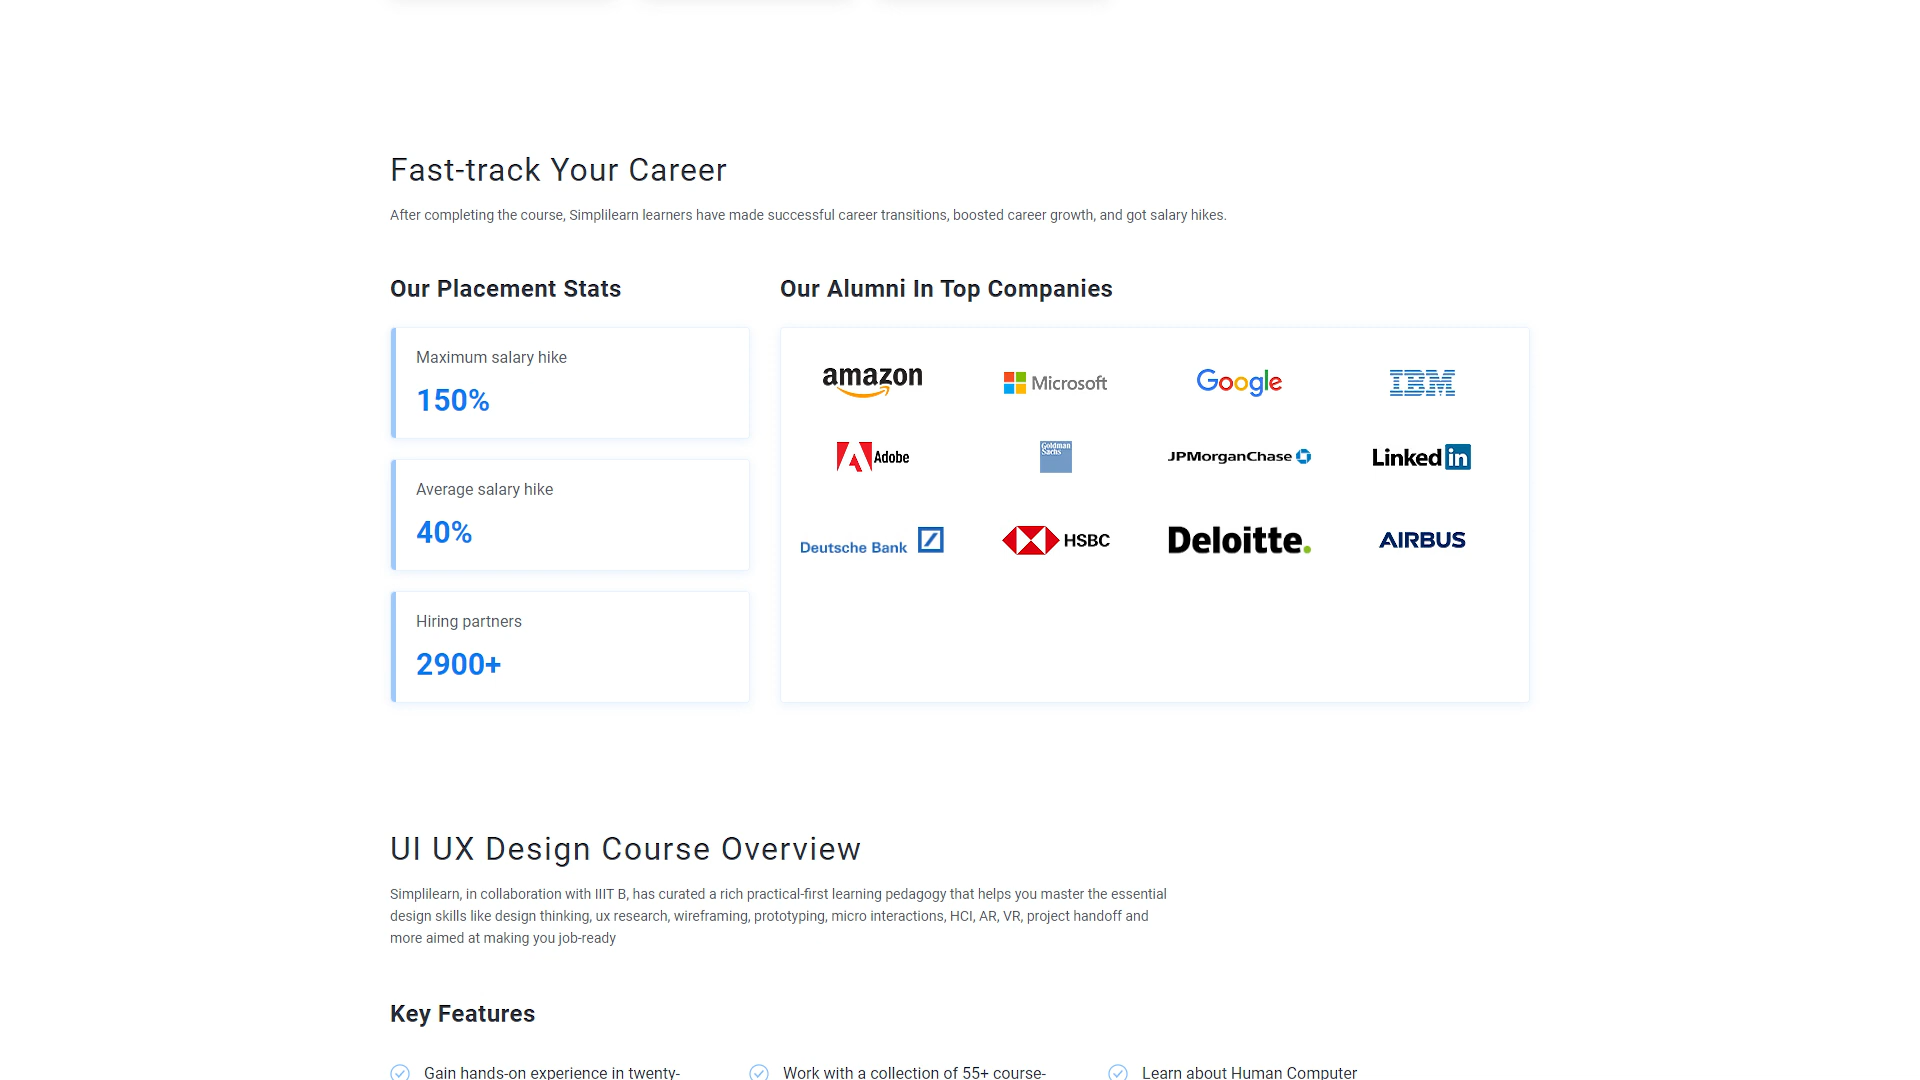 Fast-track Your Career
After completing the course, Simplilearn learners have made successful career transitions, boosted career growth, and got salary hikes.
Our Placement Stats
Maximum salary hike
150%
Average salary hike
40%
Hiring partners
2900+
Our Alumni In Top Companies
amazon
Microsoft
Google
IBM
Adobe
Goldman
Sachs
JPMorganChase
Linked in
Deutsche Bank
HSBC
Deloitte.
AIRBUS
UI UX Design Course Overview
Simplilearn, in collaboration with IIIT B, has curated a rich practical-first learning pedagogy that helps you master the essential
design skills like design thinking, ux research, wireframing, prototyping, micro interactions, HCI, AR, VR, project handoff and
more aimed at making you job-ready
Key Features
Gain hands-on experience in twenty-
Work with a collection of 55+ course-
Learn about Human Computer